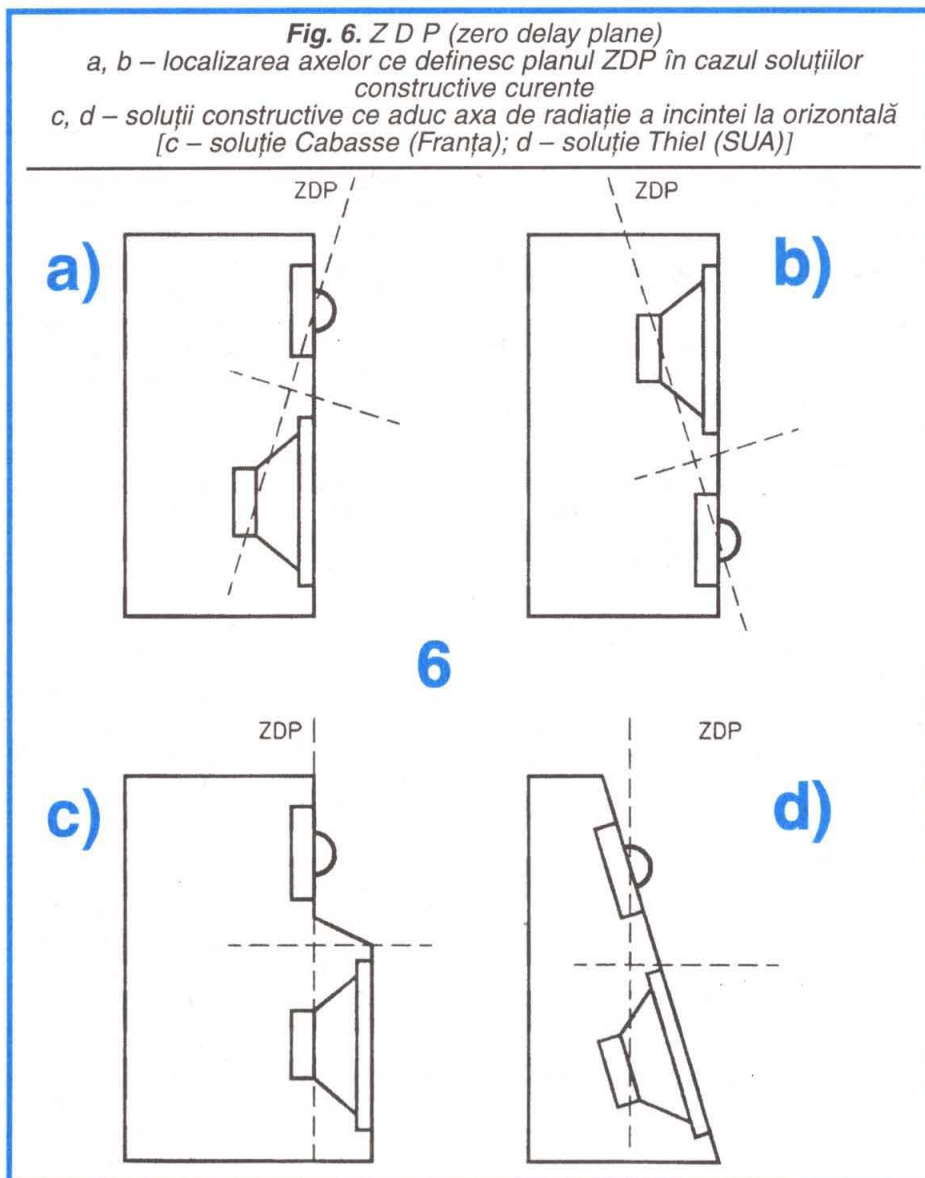 Fig. 6. Z D P (zero delay plane)
a, b – localizarea axelor ce definesc planul ZDP în cazul soluțiilor
constructive curente
c, d – soluții constructive ce aduc axa de radiație a incintei la orizontală
[c – soluție Cabasse (Franța); d – soluție Thiel (SUA)]
ZDP
ZDP
a)
b)
6
ZDP
ZDP
c)
d)